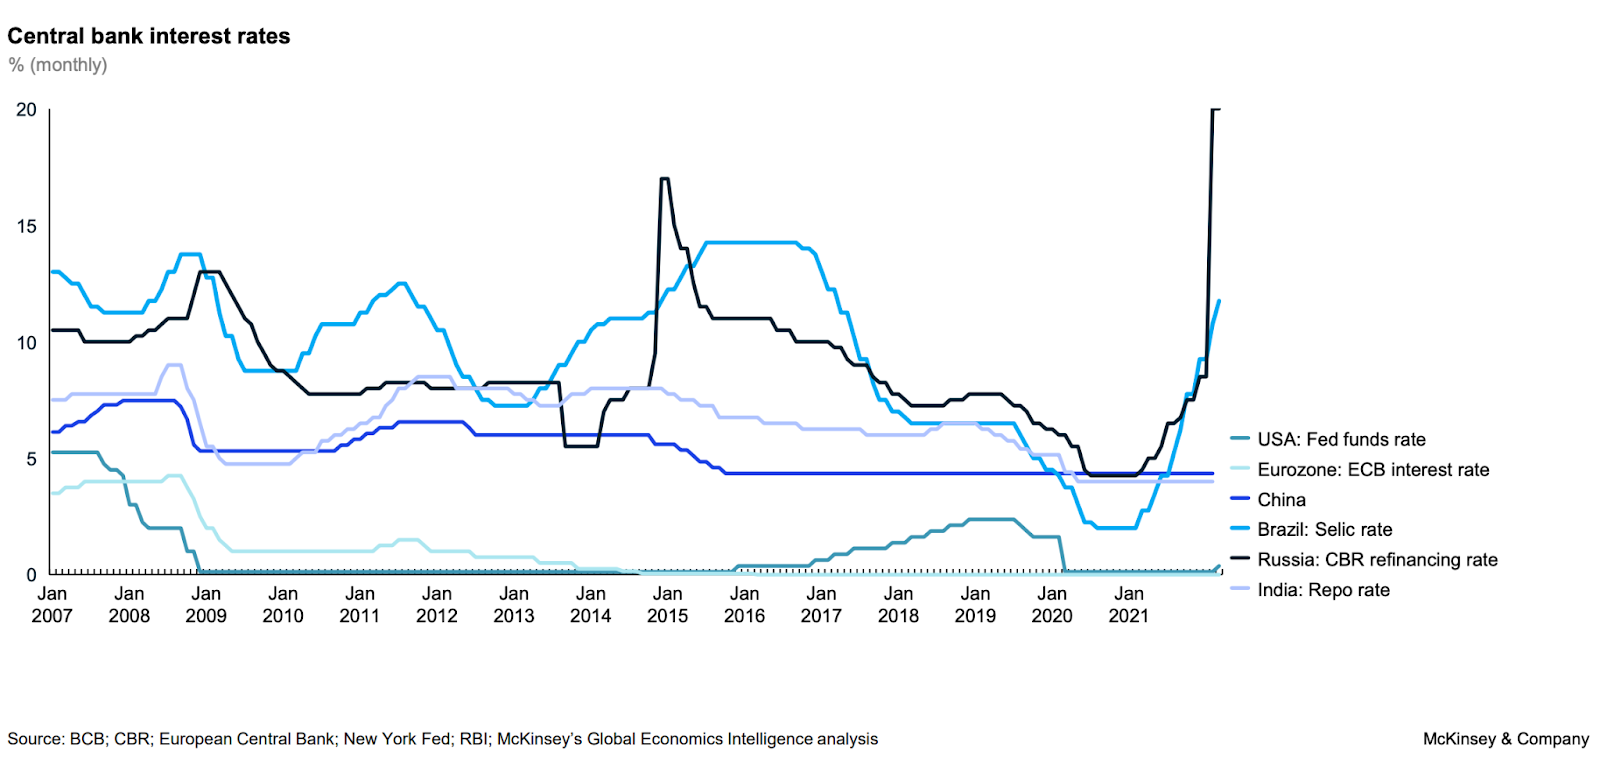 Central bank interest rates
% (monthly)
20
15
10
5
0
Jan Jan Jan Jan Jan Jan Jan Jan Jan Jan Jan Jan Jan Jan Jan
2007 2008 2009 2010 2011 2012 2013 2014 2015 2016 2017 2018 2019 2020 2021
USA: Fed funds rate
Eurozone: ECB interest rate
China
Brazil: Selic rate
Russia: CBR refinancing rate
India: Repo rate
Source: BCB; CBR; European Central Bank; New York Fed; RBI; McKinsey’s Global Economics Intelligence analysis
McKinsey & Company